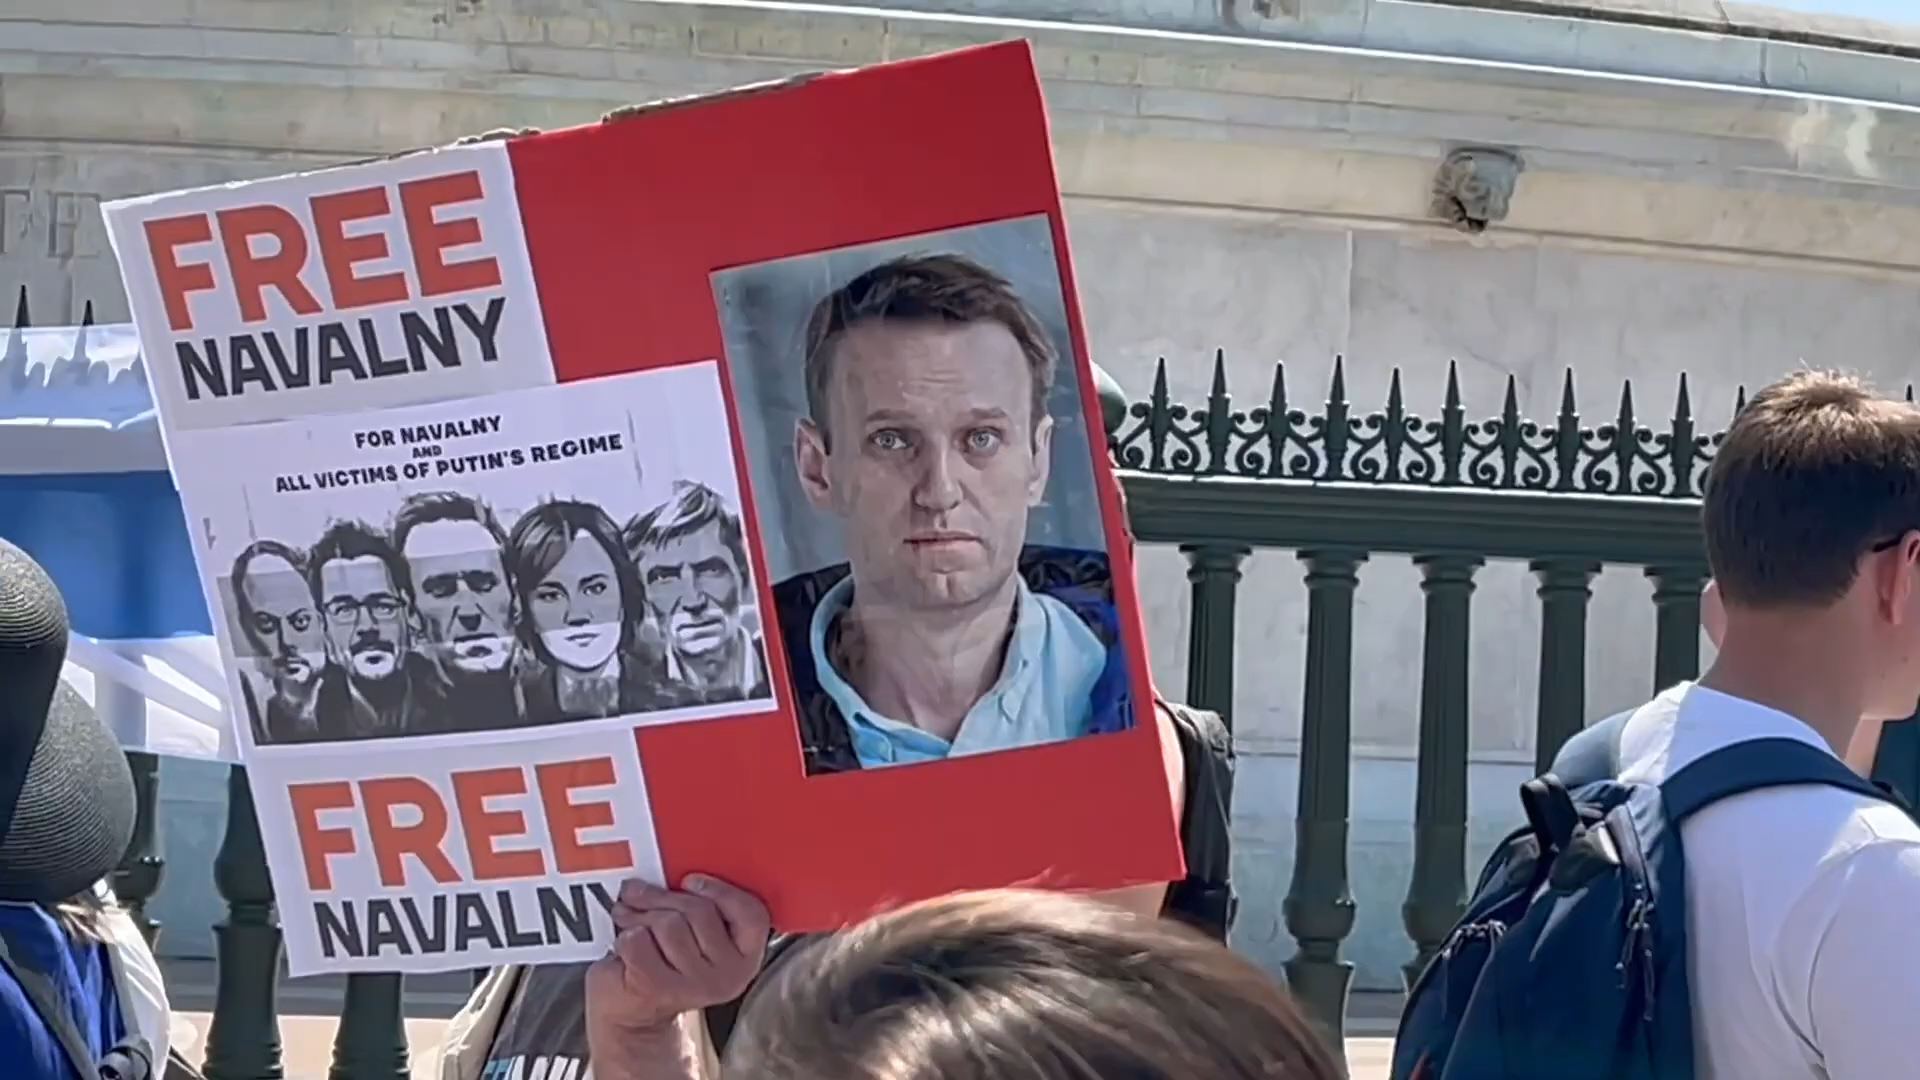 FREE
NAVALNY
FOR NAVALNY
AND
ALL VICTIMS OF PUTIN'S REGIME
FREE
NAVALNY